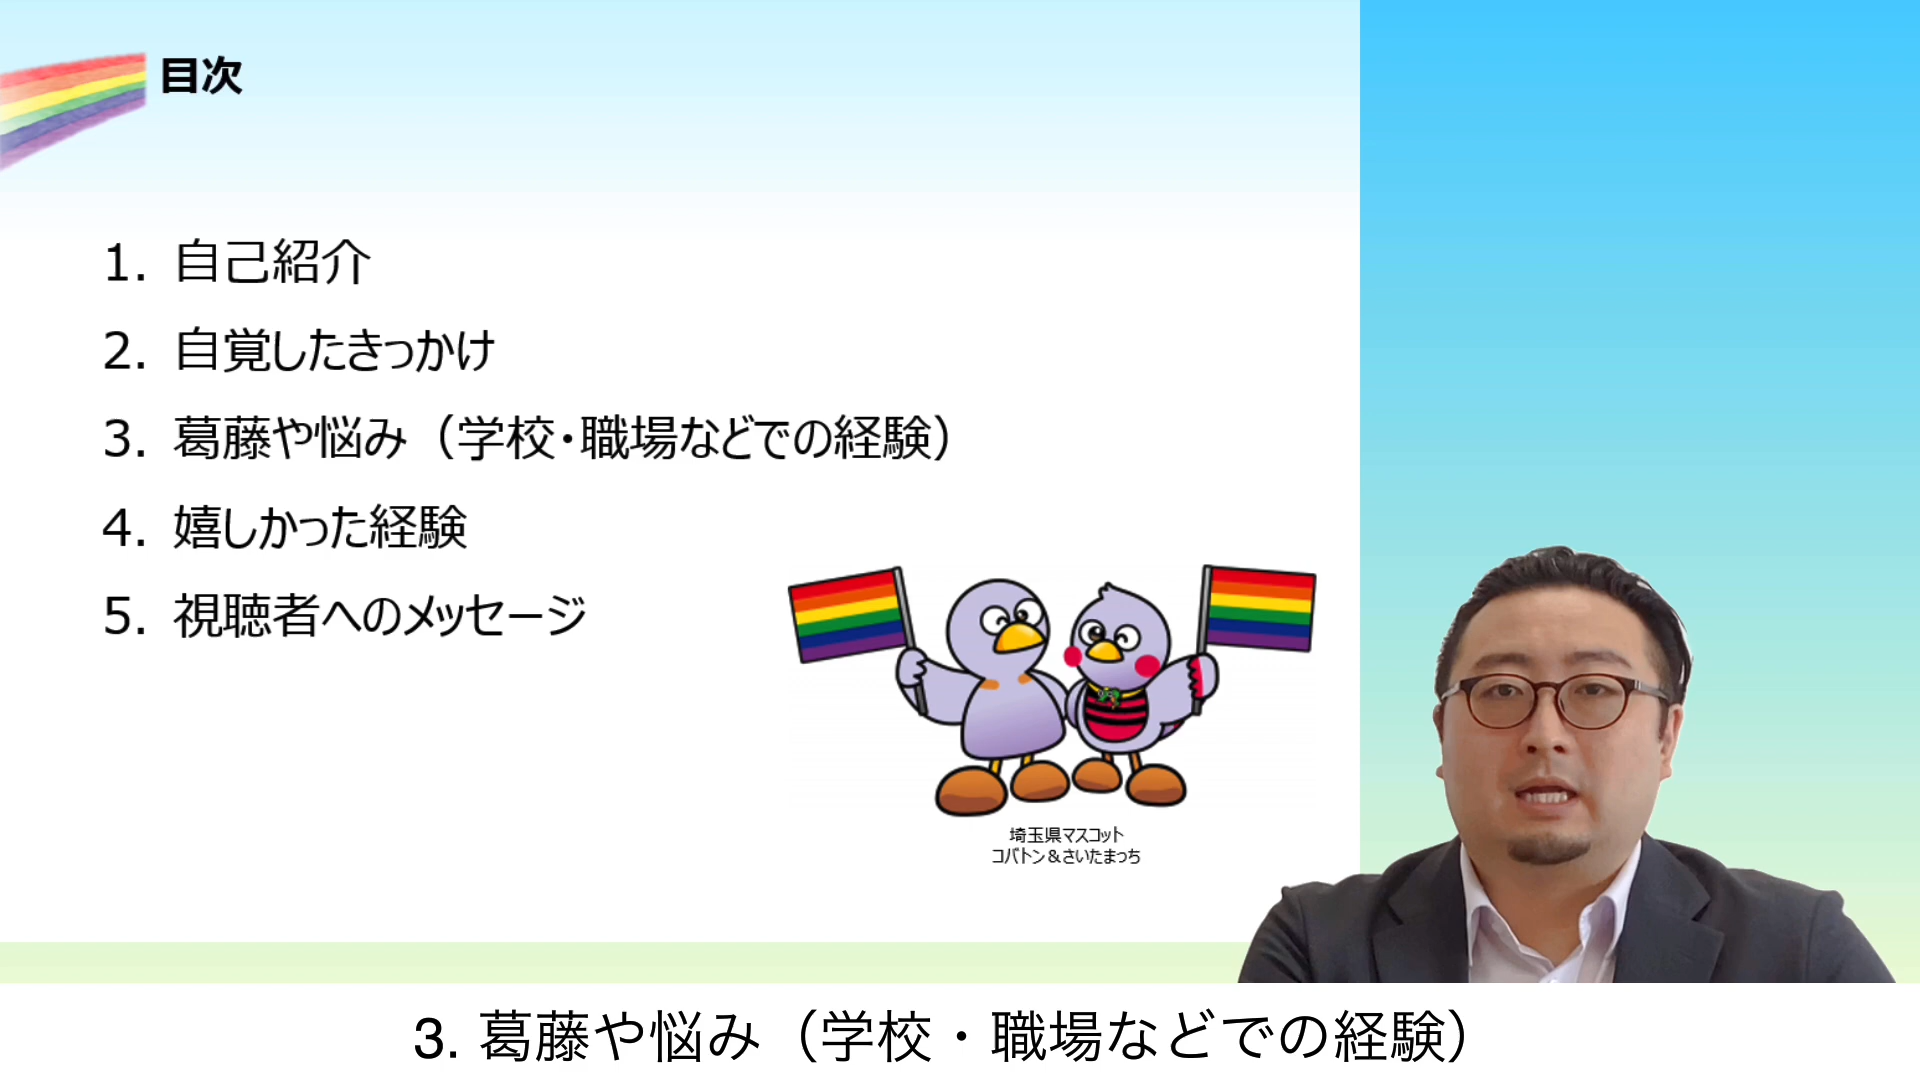 目次
1. 自己紹介
2. 自覚したきっかけ
3. 葛藤や悩み（学校・職場などでの経験）
4. 嬉しかった経験
5. 視聴者へのメッセージ
埼玉県マスコット
コバトン＆さいたまっち
3. 葛藤や悩み（学校・職場などでの経験）